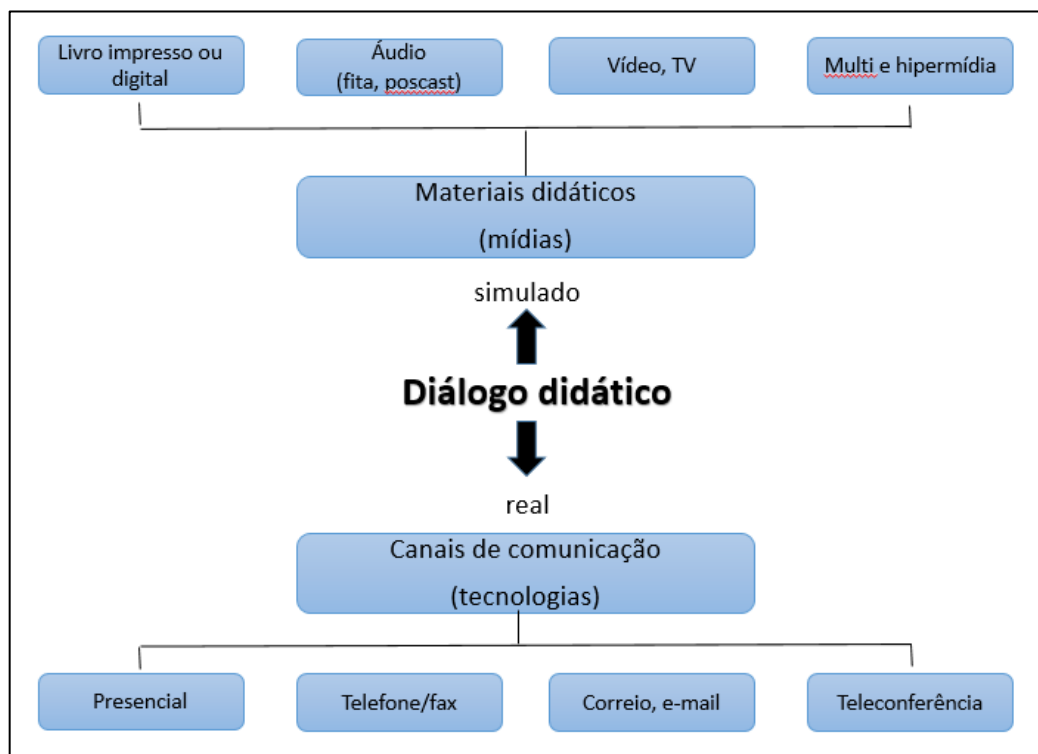 Livro impresso ou
digital
Áudio
(fita, poscast)
Vídeo, TV
Multi e hipermídia
Materiais didáticos
(mídias)
simulado
Diálogo didático
real
Canais de comunicação
(tecnologias)
Presencial
Telefone/fax
Correio, e-mail
Teleconferência